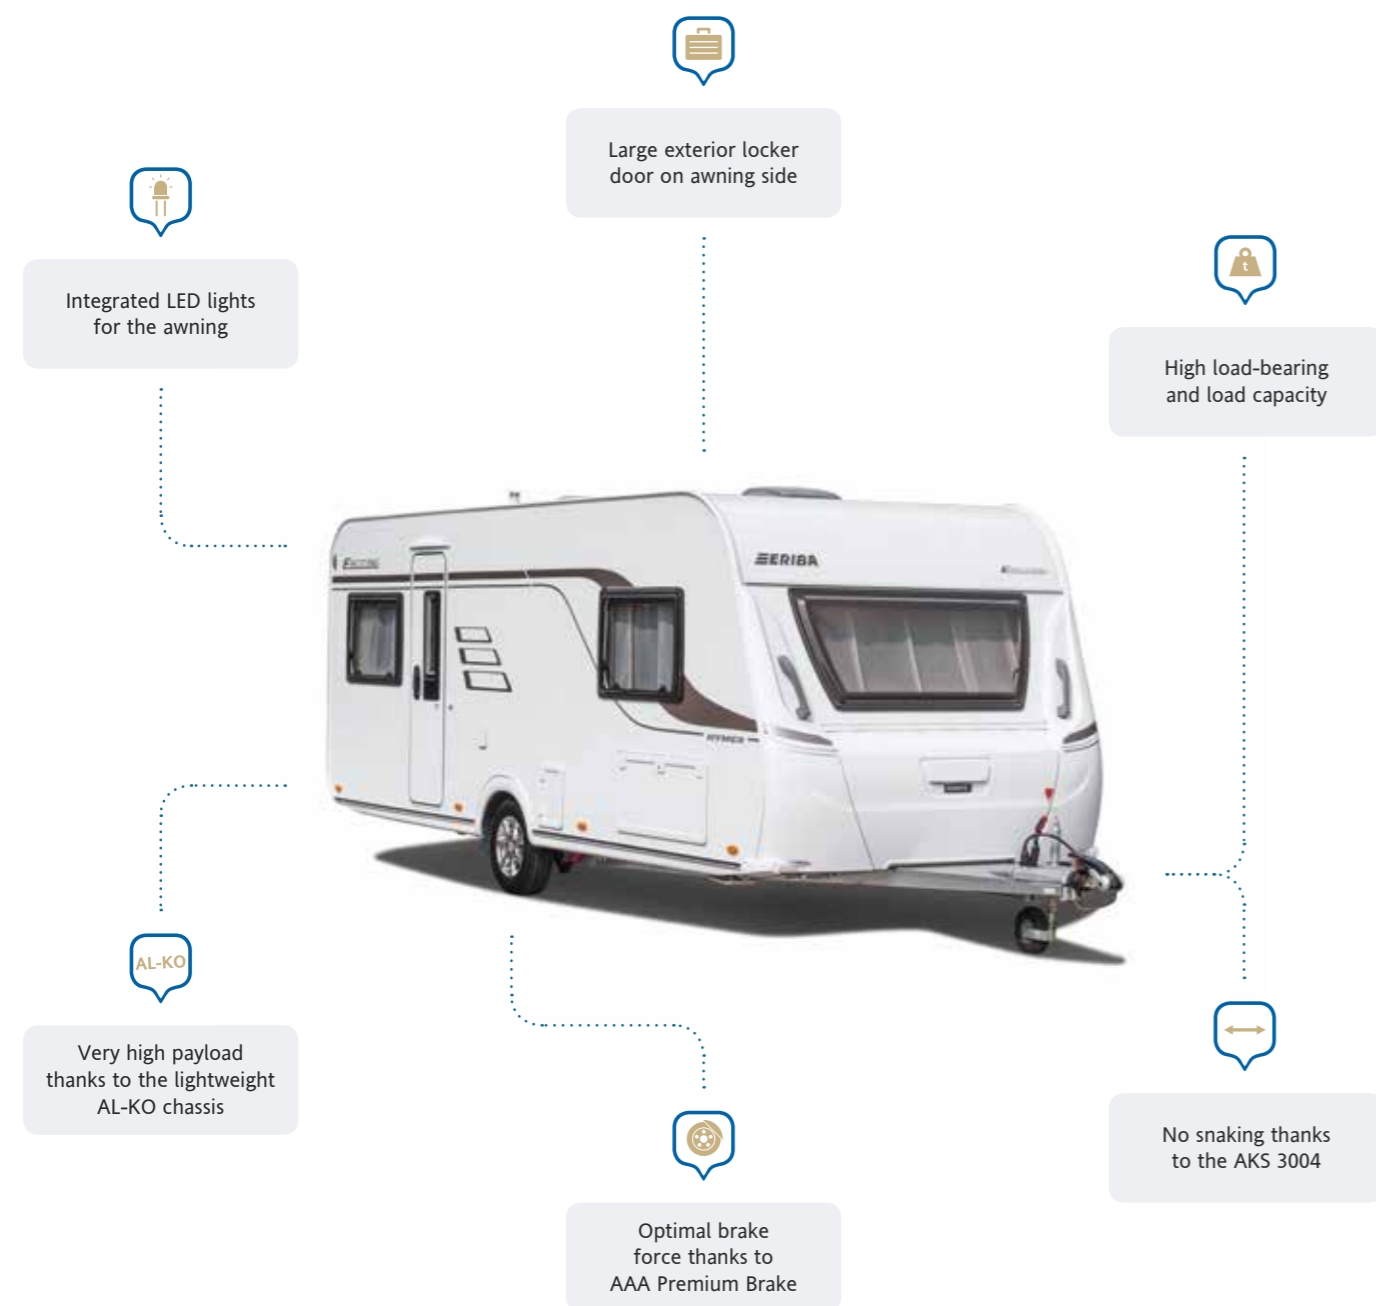 Large exterior locker
door on awning side
Integrated LED lights
for the awning
t
High load-bearing
and load capacity
ERIBA
EXCITING
HYMER
AL-KO
Very high payload
thanks to the lightweight
AL-KO chassis
No snaking thanks
to the AKS 3004
Optimal brake
force thanks to
AAA Premium Brake